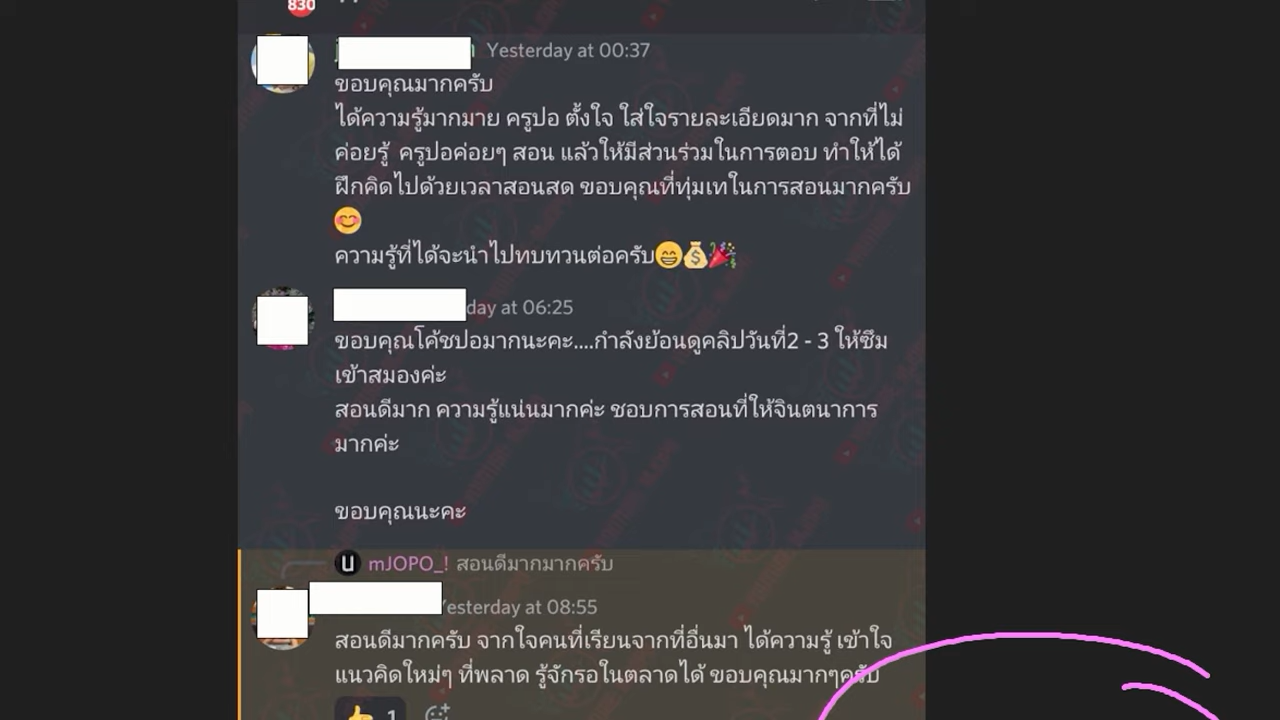 830
Yesterday at 00:37
ขอบคุณมากครับ
ได้ความรู้มากมาย ครูปอ ตั้งใจ ใส่ใจรายละเอียดมาก จากที่ไม่
ค่อยรู้ ครูปอค่อยๆ สอน แล้วให้มีส่วนร่วมในการตอบ ทำให้ได้
ฝึกคิดไปด้วยเวลาสอนสด ขอบคุณที่ทุ่มเทในการสอนมากครับ
😊
ความรู้ที่ได้จะนำไปทบทวนต่อครับ😁💰🎉
day at 06:25
ขอบคุณโค้ชปอมากนะคะ....กำลังย้อนดูคลิปวันที่2 - 3 ให้ซึม
เข้าสมองค่ะ
สอนดีมาก ความรู้แน่นมากค่ะ ชอบการสอนที่ให้จินตนาการ
มากค่ะ
ขอบคุณนะคะ
mJOPO_! สอนดีมากมากครับ
Yesterday at 08:55
สอนดีมากครับ จากใจคนที่เรียนจากที่อื่นมา ได้ความรู้ เข้าใจ
แนวคิดใหม่ๆ ที่พลาด รู้จักรอในตลาดได้ ขอบคุณมากๆครับ
👍 1